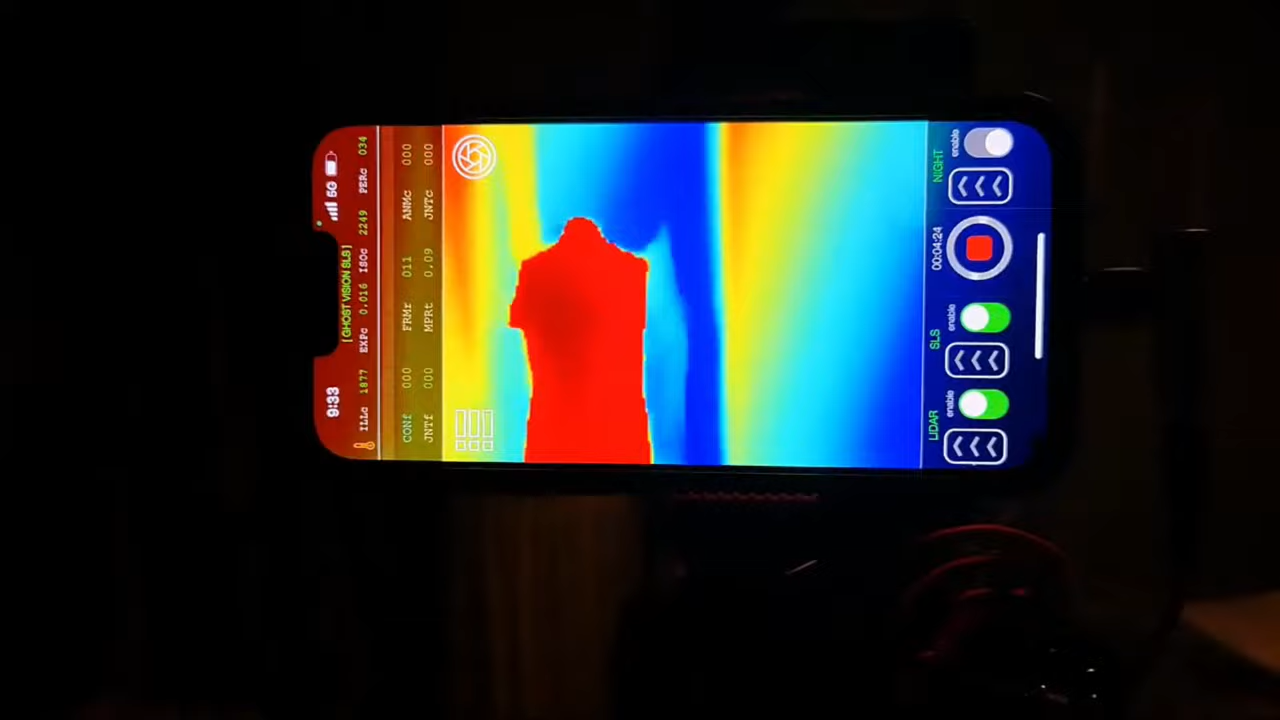 9:33 5G
[GHOST VISION SLS]
ILLc 1877 EXPc 0.016 ISOc 2249 PERc 034
CONf 000 FRMr 011 ANMc 000
JNTf 000 MPRt 0.09 JNTc 000
LIDAR SLS 00:04:24 NIGHT
enable enable enable